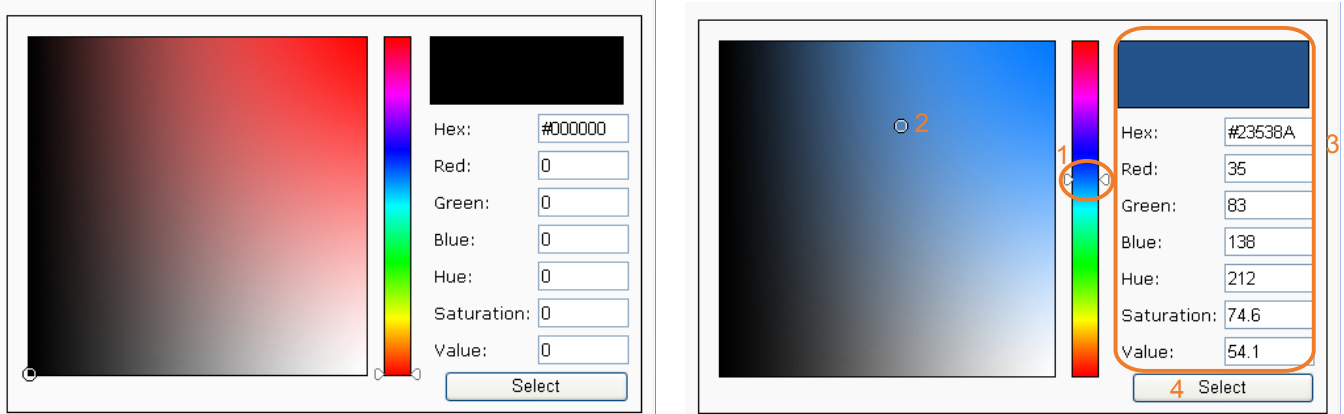 Hex: #000000
Red: 0
Green: 0
Blue: 0
Hue: 0
Saturation: 0
Value: 0
Select
1
2
3
Hex: #23538A
Red: 35
Green: 83
Blue: 138
Hue: 212
Saturation: 74.6
Value: 54.1
4 Select